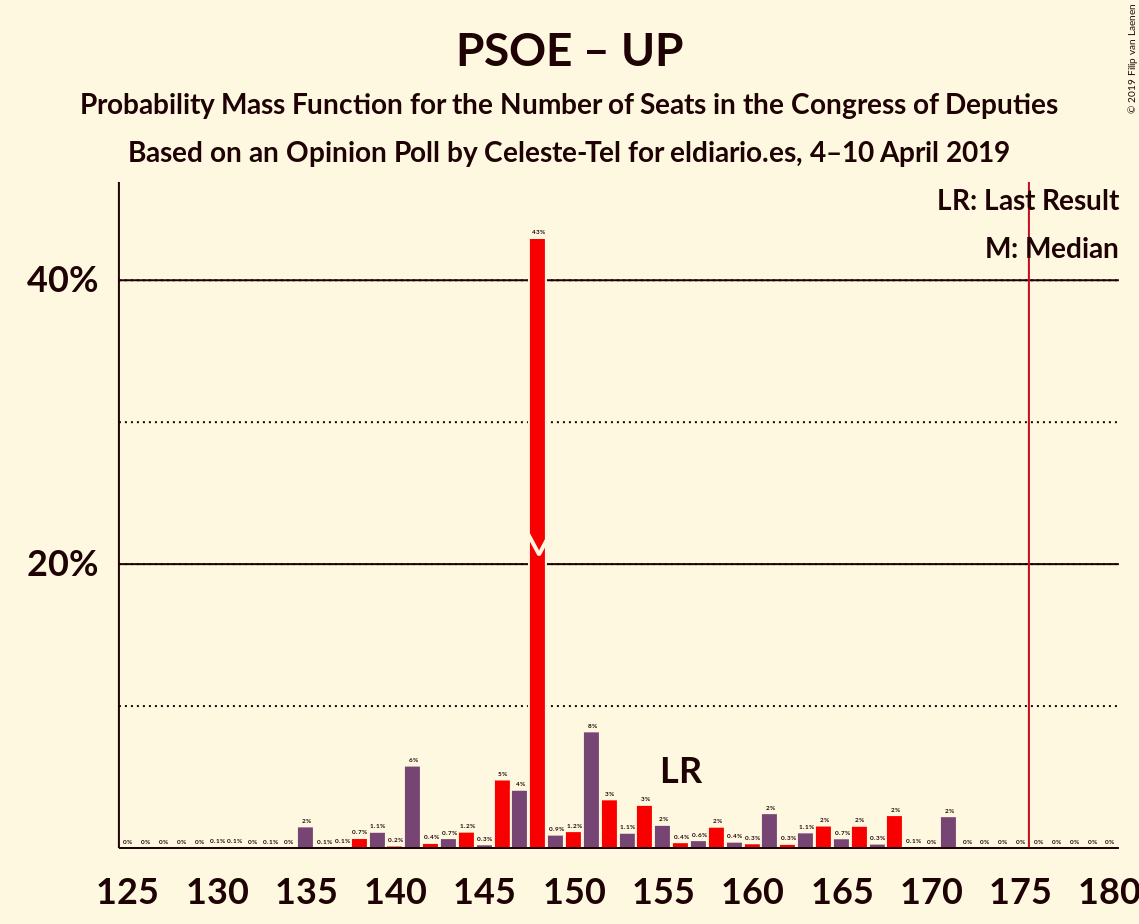 PSOE – UP
Probability Mass Function for the Number of Seats in the Congress of Deputies
Based on an Opinion Poll by Celeste-Tel for eldiario.es, 4–10 April 2019
© 2019 Filip van Laenen
LR: Last Result
M: Median
40%
20%
43%
M
LR
0% 0% 0% 0% 0% 0.1% 0.1% 0% 0.1% 0% 2% 0.1% 0.1% 0.7% 1.1% 0.2% 6% 0.4% 0.7% 1.2% 0.3% 5% 4% 0.9% 1.2% 8% 3% 1.1% 3% 2% 0.4% 0.6% 2% 0.4% 0.3% 2% 0.3% 1.1% 2% 0.7% 2% 0.3% 2% 0.1% 0% 2% 0% 0% 0% 0% 0% 0% 0% 0% 0%
125 130 135 140 145 150 155 160 165 170 175 180